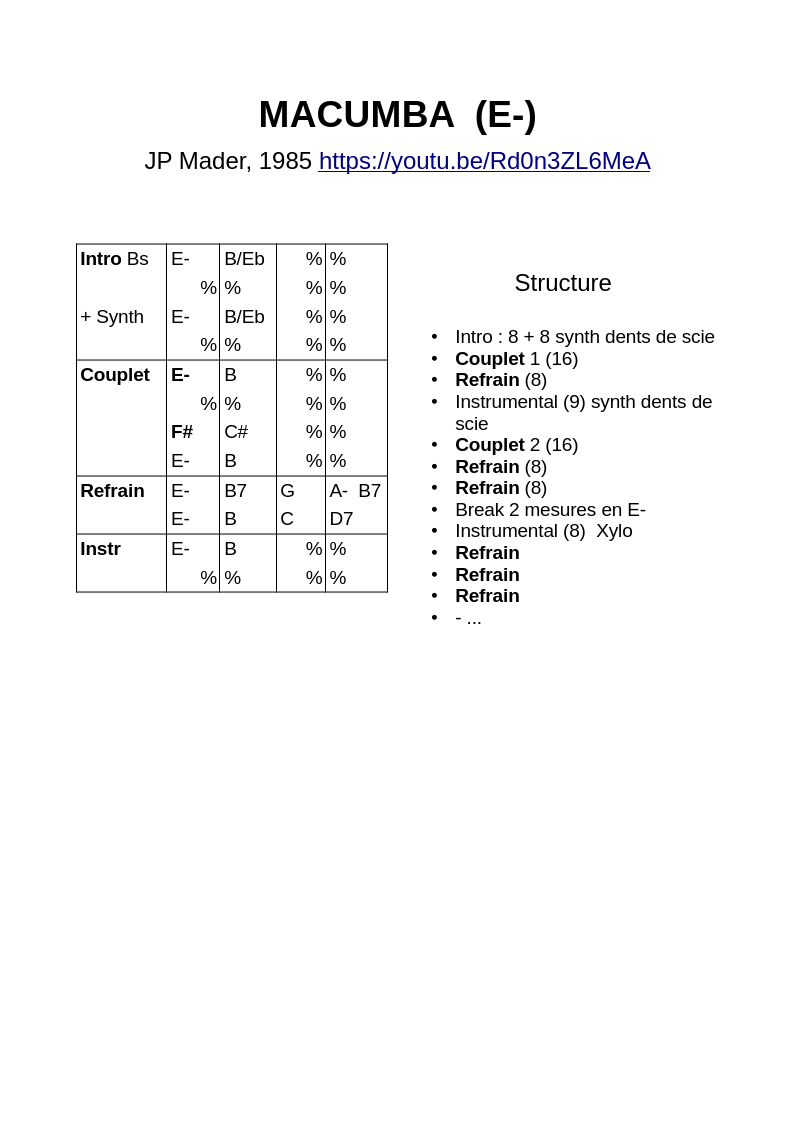 MACUMBA (E-)
JP Mader, 1985 https://youtu.be/Rd0n3ZL6MeA
Intro Bs E- B/Eb % %
% % % %
+ Synth E- B/Eb % %
% % % %
Couplet E- B % %
% % % %
F# C# % %
E- B % %
Refrain E- B7 G A- B7
E- B C D7
Instr E- B % %
% % % %
Structure
• Intro : 8 + 8 synth dents de scie
• Couplet 1 (16)
• Refrain (8)
• Instrumental (9) synth dents de
scie
• Couplet 2 (16)
• Refrain (8)
• Refrain (8)
• Break 2 mesures en E-
• Instrumental (8) Xylo
• Refrain
• Refrain
• Refrain
• - ...